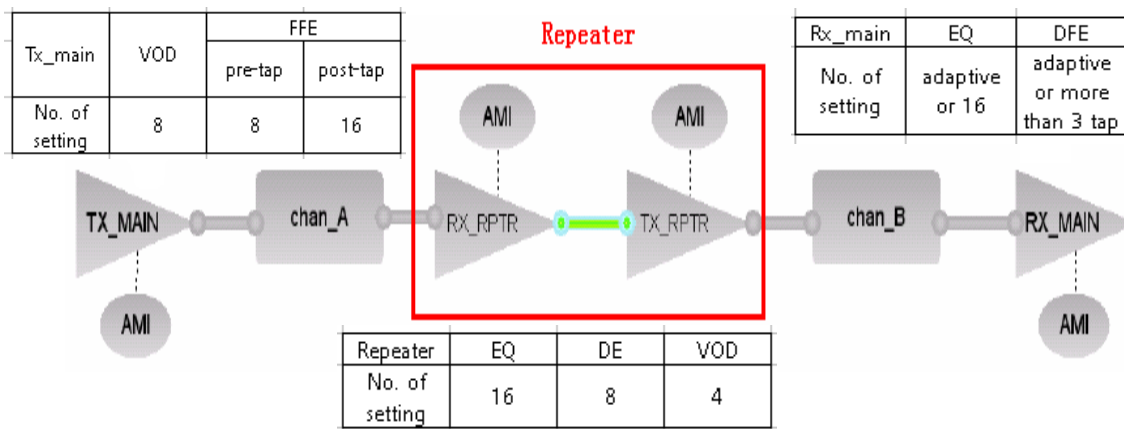 Tx_main VOD FFE
pre-tap post-tap
No. of
setting 8 8 16
Repeater
Rx_main EQ DFE
No. of
setting
adaptive
or 16
adaptive
or more
than 3 tap
AMI AMI
TX_MAIN chan_A RX_RPTR TX_RPTR chan_B RX_MAIN
AMI AMI
Repeater EQ DE VOD
No. of
setting 16 8 4